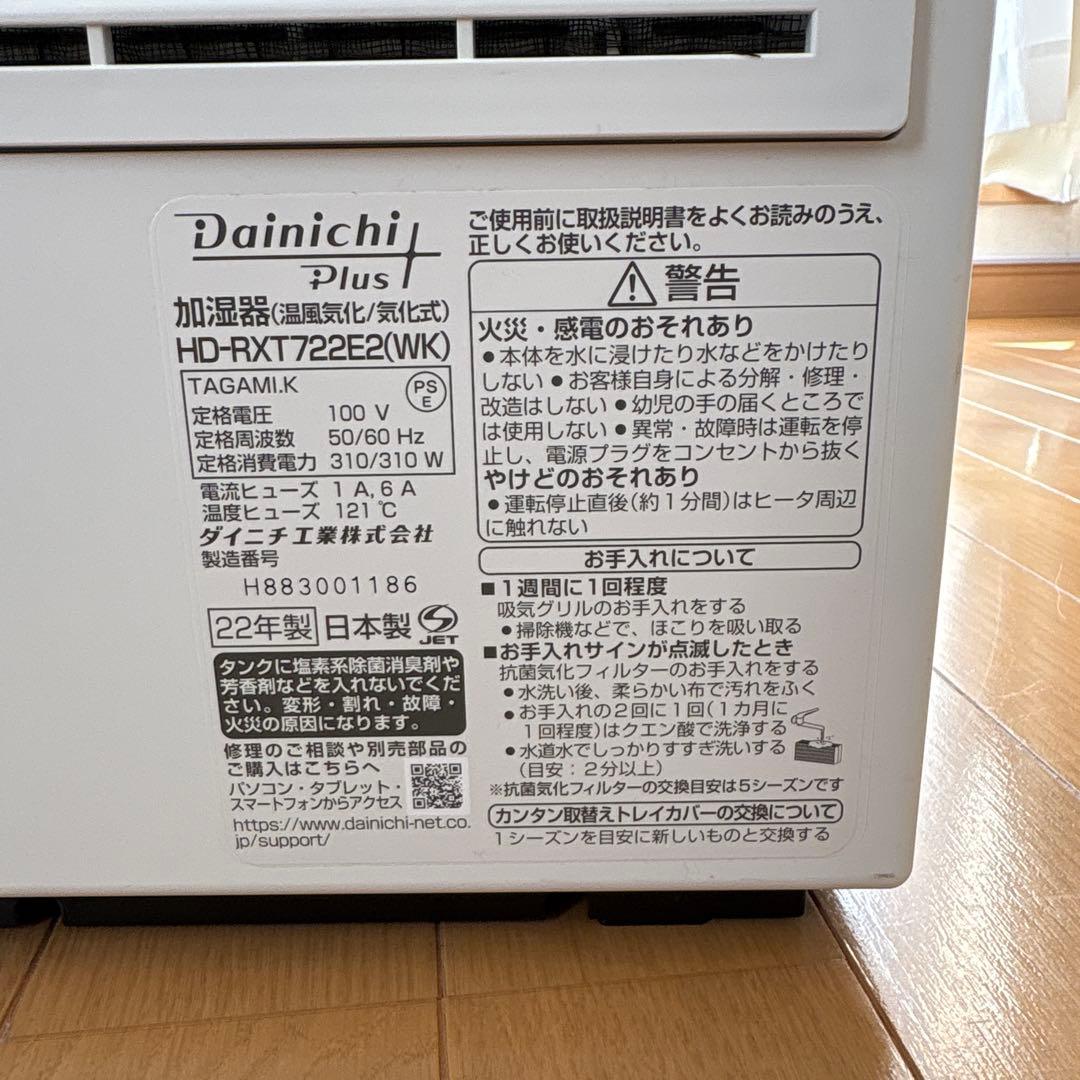 Dainichi
Plus
加湿器(温風気化/気化式)
HD-RXT722E2(WK)
TAGAMI.K
PS
E
定格電圧 100 V
定格周波数 50/60 Hz
定格消費電力 310/310 W
電流ヒューズ 1 A, 6 A
温度ヒューズ 121 ℃
ダイニチ工業株式会社
製造番号
H883001186
22年製 日本製 JET
タンクに塩素系除菌消臭剤や
芳香剤などを入れないでくだ
さい。変形・割れ・故障・
火災の原因になります。
修理のご相談や別売部品の
ご購入はこちらへ
パソコン・タブレット・
スマートフォンからアクセス
https://www.dainichi-net.co.
jp/support/
ご使用前に取扱説明書をよくお読みのうえ、
正しくお使いください。
警告
火災・感電のおそれあり
●本体を水に浸けたり水などをかけたり
しない ●お客様自身による分解・修理・
改造はしない ●幼児の手の届くところで
は使用しない ●異常・故障時は運転を停
止し、電源プラグをコンセントから抜く
やけどのおそれあり
●運転停止直後(約1分間)はヒータ周辺
に触れない
お手入れについて
■1週間に1回程度
吸気グリルのお手入れをする
●掃除機などで、ほこりを吸い取る
■お手入れサインが点滅したとき
抗菌気化フィルターのお手入れをする
●水洗い後、柔らかい布で汚れをふく
●お手入れの2回に1回(1カ月に
1回程度)はクエン酸で洗浄する
●水道水でしっかりすすぎ洗いする
(目安:2分以上)
※抗菌気化フィルターの交換目安は5シーズンです
カンタン取替えトレイカバーの交換について
1シーズンを目安に新しいものと交換する